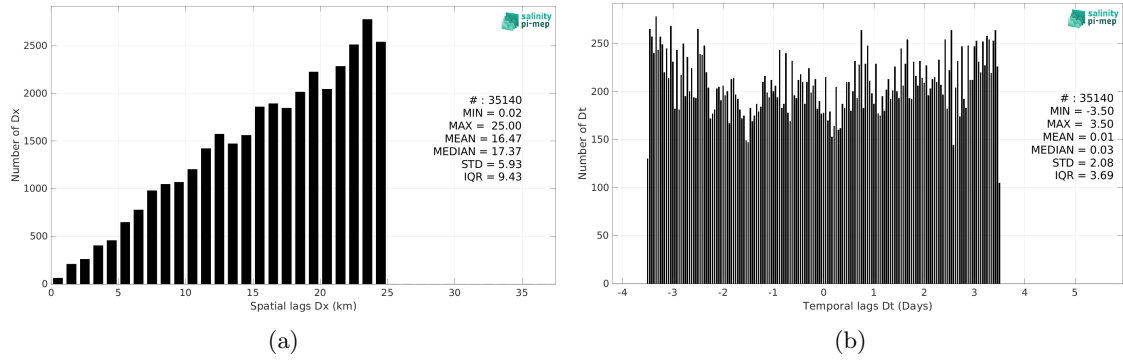 salinity
pi-mep
2500
2000
1500
1000
500
0
Number of Dx
# : 35140
MIN = 0.02
MAX = 25.00
MEAN = 16.47
MEDIAN = 17.37
STD = 5.93
IQR = 9.43
0 5 10 15 20 25 30 35
Spatial lags Dx (km)
(a)
salinity
pi-mep
250
200
150
100
50
0
Number of Dt
# : 35140
MIN = -3.50
MAX = 3.50
MEAN = 0.01
MEDIAN = 0.03
STD = 2.08
IQR = 3.69
-4 -3 -2 -1 0 1 2 3 4 5
Temporal lags Dt (Days)
(b)